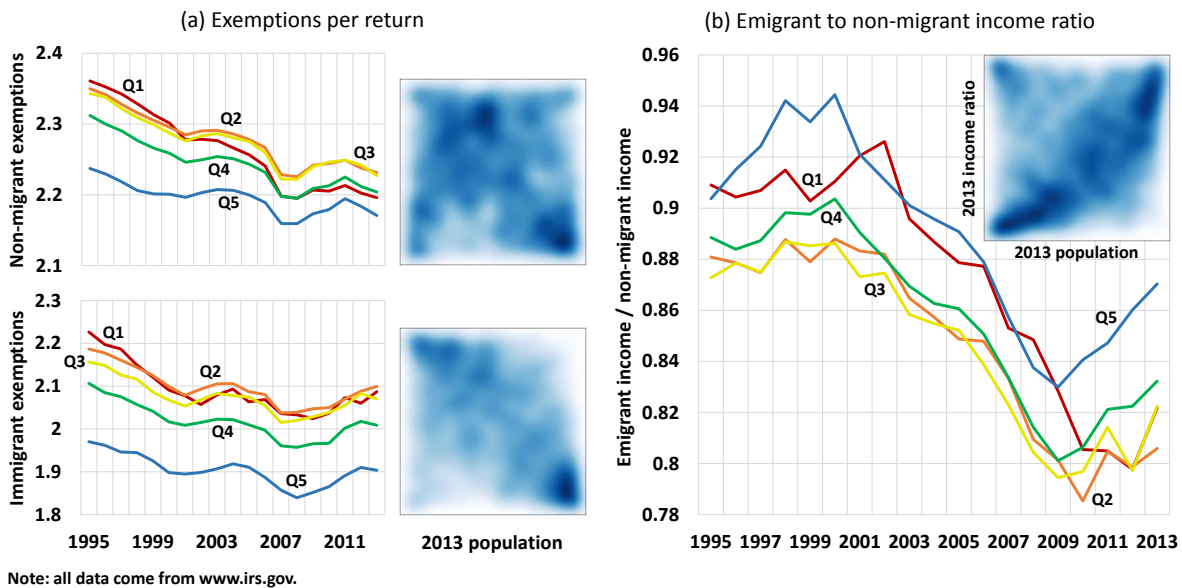 (a) Exemptions per return
Non-migrant exemptions
2.4
2.3
2.2
2.1
Q1
Q2
Q3
Q4
Q5
Immigrant exemptions
2.3
2.2
2.1
2
1.9
1.8
Q1
Q3
Q2
Q4
Q5
1995 1999 2003 2007 2011
2013 population
(b) Emigrant to non-migrant income ratio
Emigrant income / non-migrant income
0.96
0.94
0.92
0.9
0.88
0.86
0.84
0.82
0.8
0.78
Q1
Q4
Q3
Q5
Q2
2013 income ratio
2013 population
1995 1997 1999 2001 2003 2005 2007 2009 2011 2013
Note: all data come from www.irs.gov.